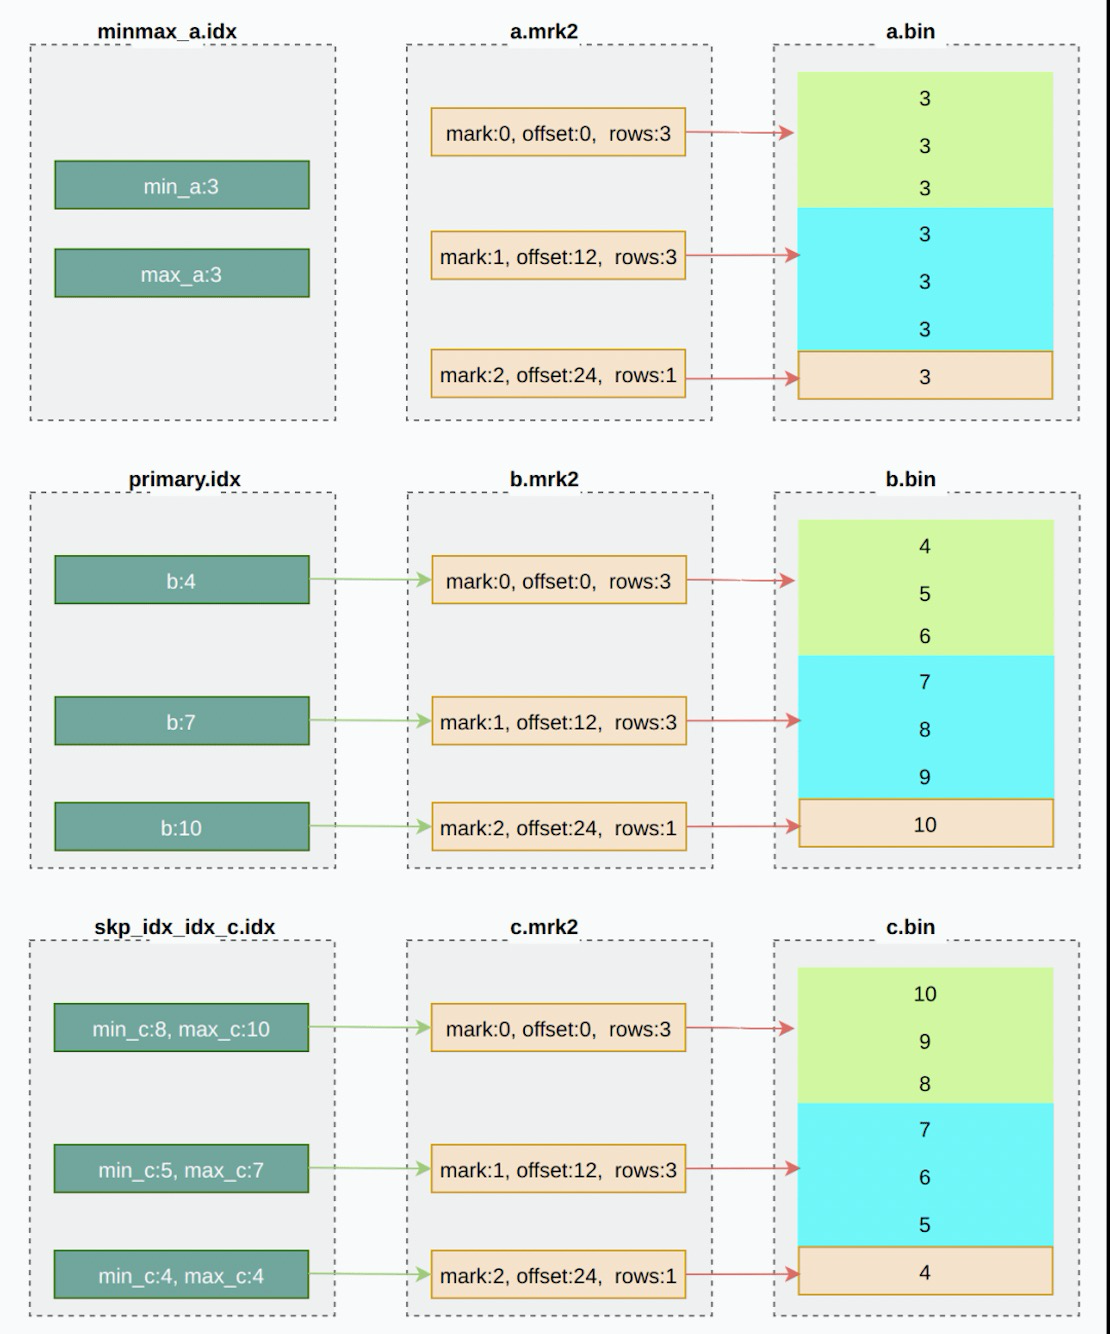 minmax_a.idx
a.mrk2
a.bin
min_a:3
max_a:3
mark:0, offset:0, rows:3
mark:1, offset:12, rows:3
mark:2, offset:24, rows:1
3
3
3
3
3
3
3
primary.idx
b.mrk2
b.bin
b:4
b:7
b:10
mark:0, offset:0, rows:3
mark:1, offset:12, rows:3
mark:2, offset:24, rows:1
4
5
6
7
8
9
10
skp_idx_idx_c.idx
c.mrk2
c.bin
min_c:8, max_c:10
min_c:5, max_c:7
min_c:4, max_c:4
mark:0, offset:0, rows:3
mark:1, offset:12, rows:3
mark:2, offset:24, rows:1
10
9
8
7
6
5
4